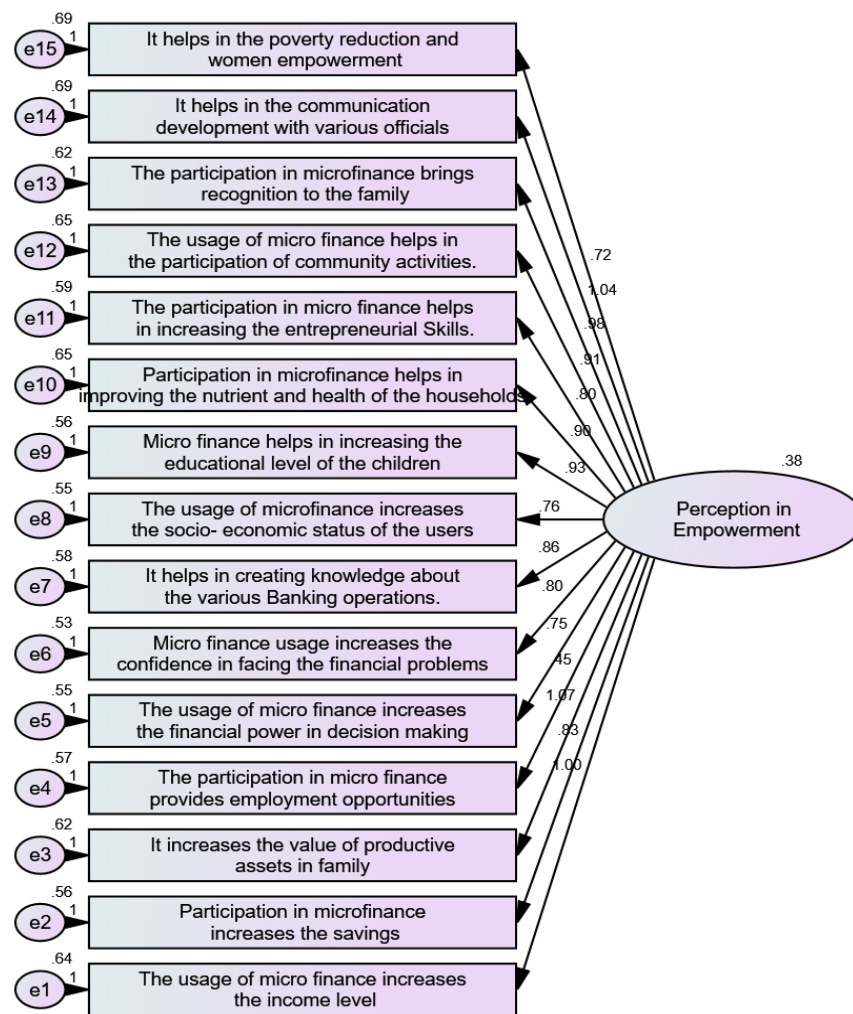 .69
1
e15
It helps in the poverty reduction and
women empowerment
.69
1
e14
It helps in the communication
development with various officials
.62
1
e13
The participation in microfinance brings
recognition to the family
.65
1
e12
The usage of micro finance helps in
the participation of community activities.
.59
1
e11
The participation in micro finance helps
in increasing the entrepreneurial Skills.
.65
1
e10
Participation in microfinance helps in
improving the nutrient and health of the households
.56
1
e9
Micro finance helps in increasing the
educational level of the children
.55
1
e8
The usage of microfinance increases
the socio- economic status of the users
.58
1
e7
It helps in creating knowledge about
the various Banking operations.
.53
1
e6
Micro finance usage increases the
confidence in facing the financial problems
.55
1
e5
The usage of micro finance increases
the financial power in decision making
.57
1
e4
The participation in micro finance
provides employment opportunities
.62
1
e3
It increases the value of productive
assets in family
.56
1
e2
Participation in microfinance
increases the savings
.64
1
e1
The usage of micro finance increases
the income level
.72
1.04
.98
.91
.80
.90
.93
.76
.86
.80
.75
.45
1.07
.83
1.00
.38
Perception in
Empowerment